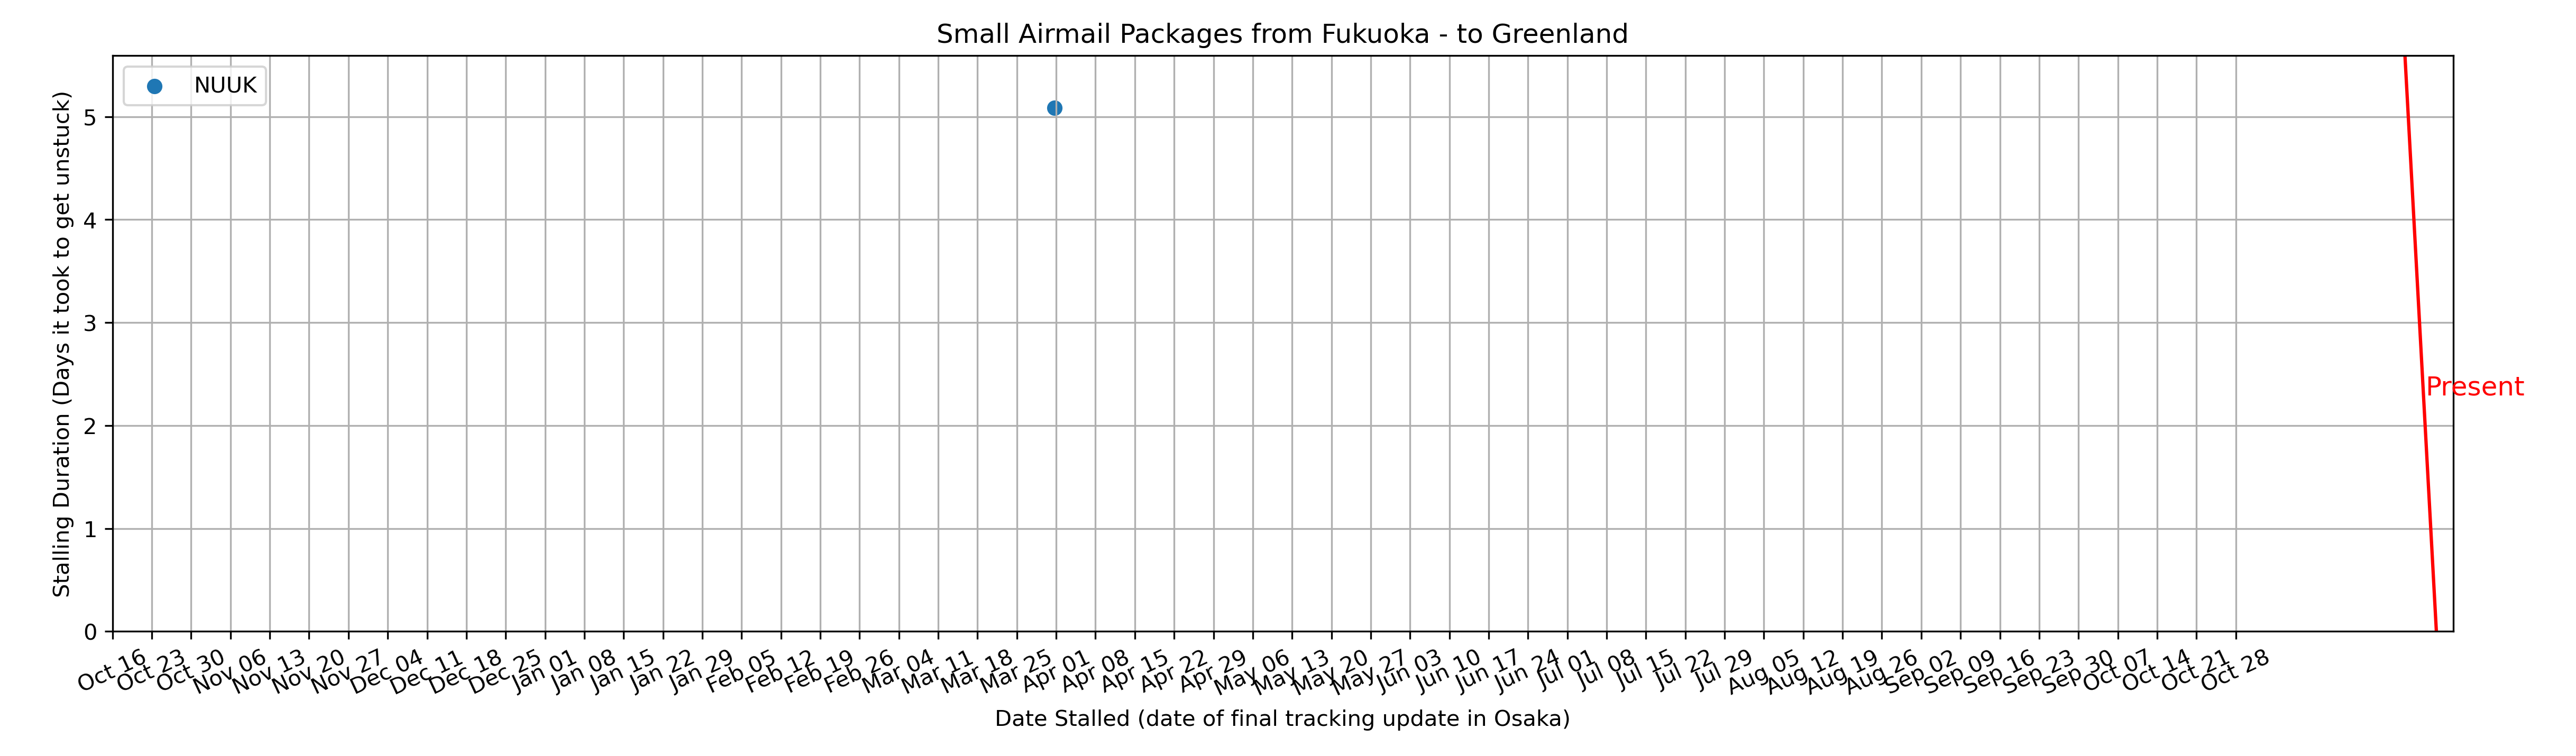 Small Airmail Packages from Fukuoka - to Greenland
NUUK
Stalling Duration (Days it took to get unstuck)
5
4
3
2
1
0
Present
Oct 16
Oct 23
Oct 30
Nov 06
Nov 13
Nov 20
Nov 27
Dec 04
Dec 11
Dec 18
Dec 25
Jan 01
Jan 08
Jan 15
Jan 22
Jan 29
Feb 05
Feb 12
Feb 19
Feb 26
Mar 04
Mar 11
Mar 18
Mar 25
Apr 01
Apr 08
Apr 15
Apr 22
Apr 29
May 06
May 13
May 20
May 27
Jun 03
Jun 10
Jun 17
Jun 24
Jul 01
Jul 08
Jul 15
Jul 22
Jul 29
Aug 05
Aug 12
Aug 19
Aug 26
Sep 02
Sep 09
Sep 16
Sep 23
Sep 30
Oct 07
Oct 14
Oct 21
Oct 28
Date Stalled (date of final tracking update in Osaka)